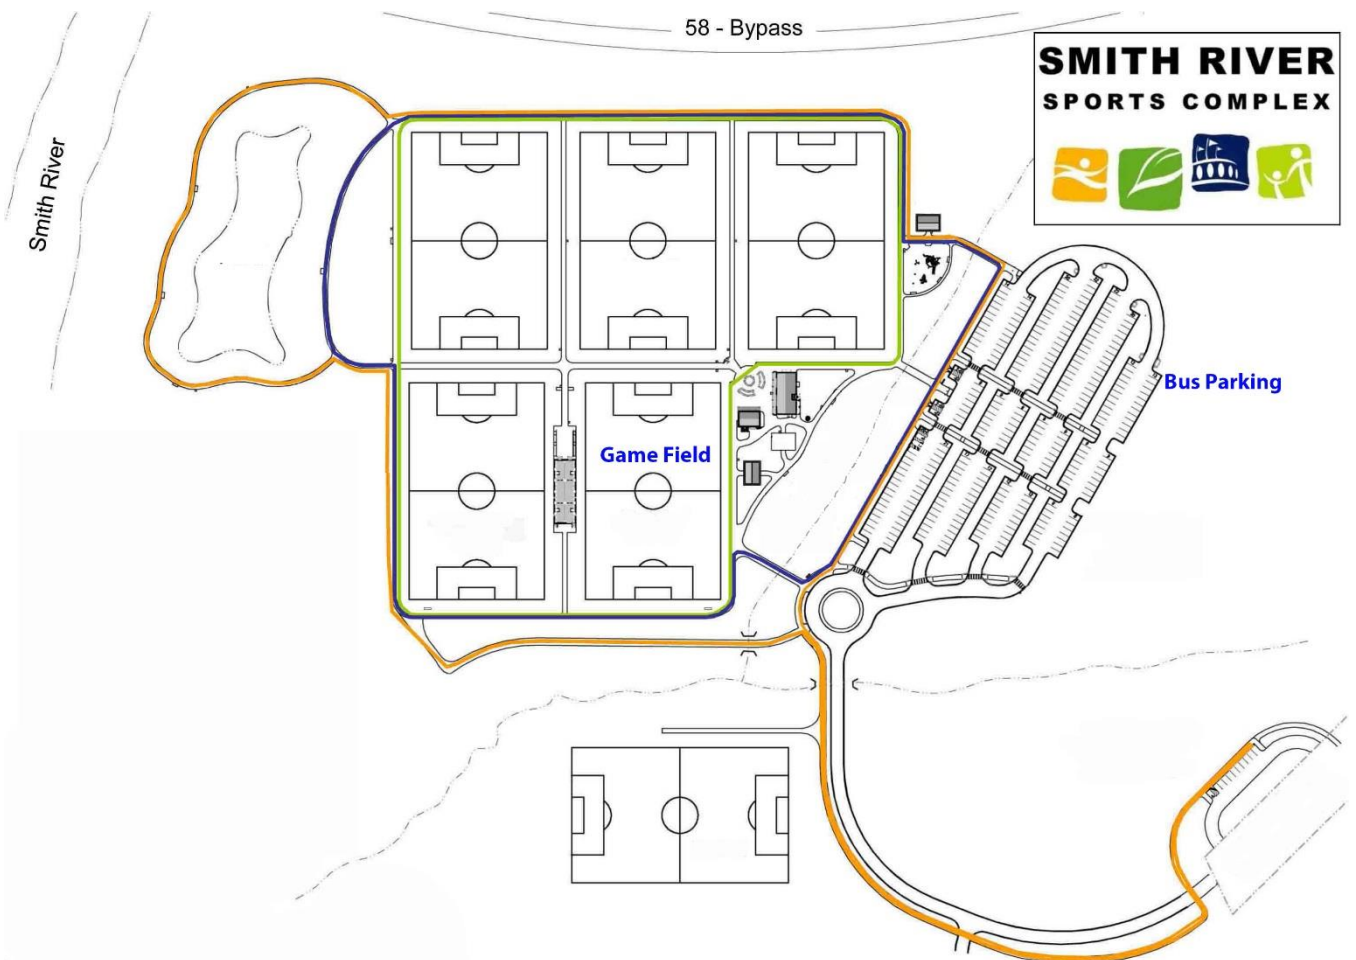 58 - Bypass
SMITH RIVER
SPORTS COMPLEX
Smith River
Bus Parking
Game Field